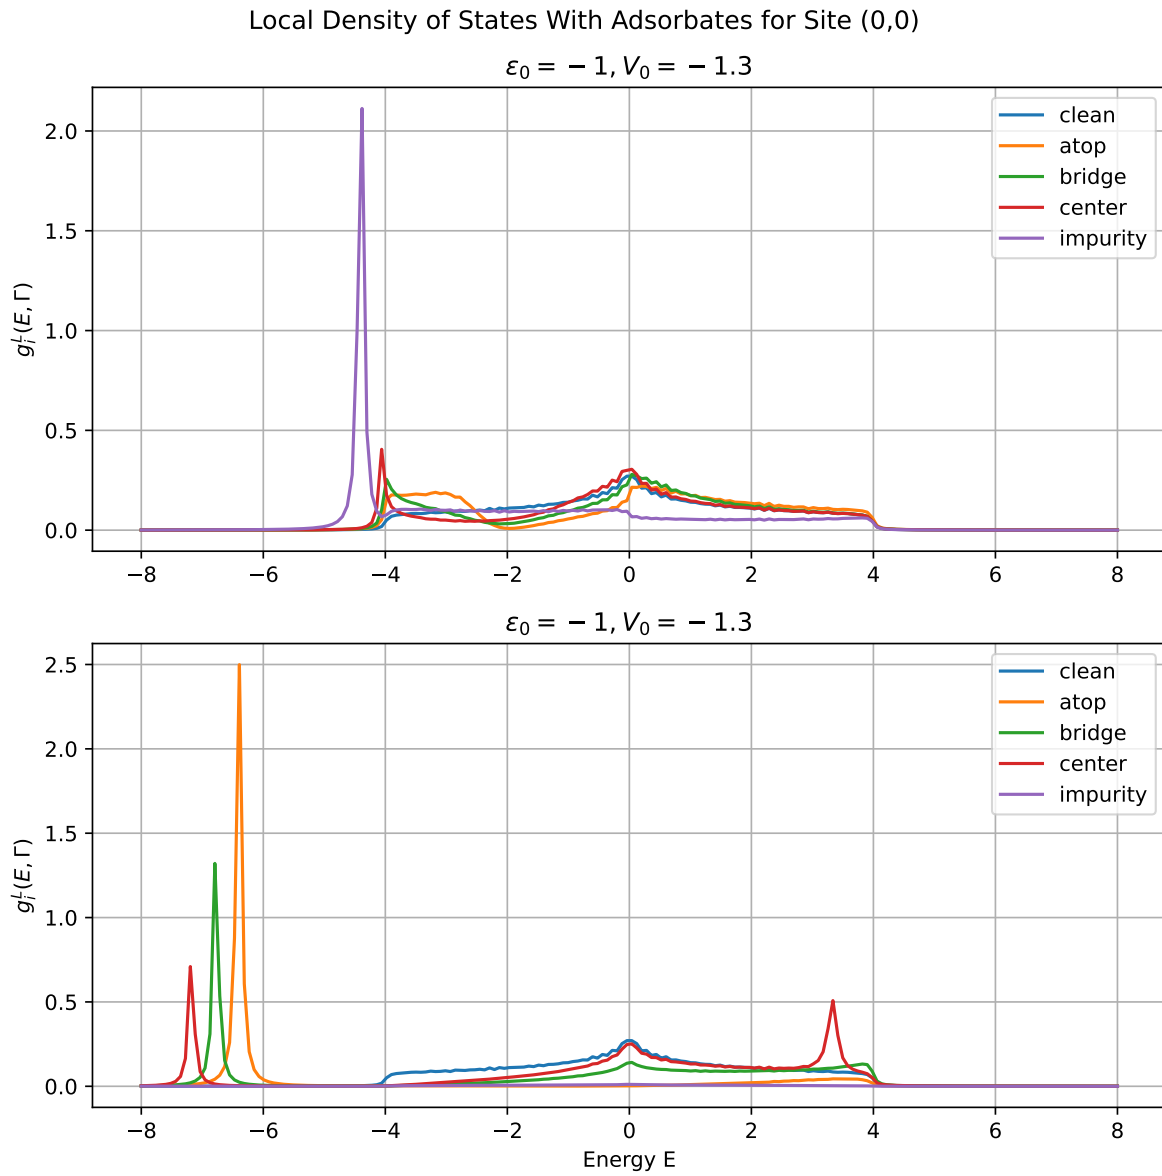 Local Density of States With Adsorbates for Site (0,0)
ε₀ = −1, V₀ = −1.3
clean
atop
bridge
center
impurity
gᵢᴸ(E, Γ)
2.0
1.5
1.0
0.5
0.0
−8 −6 −4 −2 0 2 4 6 8
ε₀ = −1, V₀ = −1.3
clean
atop
bridge
center
impurity
gᵢᴸ(E, Γ)
2.5
2.0
1.5
1.0
0.5
0.0
−8 −6 −4 −2 0 2 4 6 8
Energy E